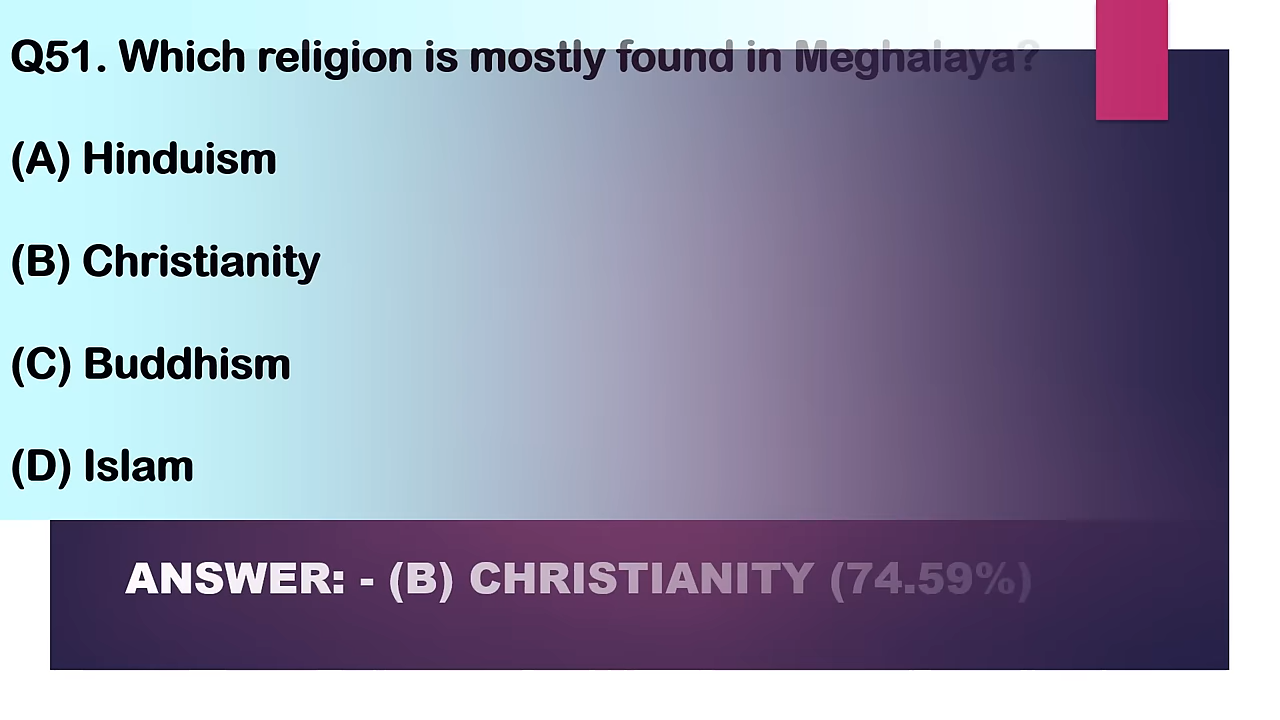 Q51. Which religion is mostly found in Meghalaya?
(A) Hinduism
(B) Christianity
(C) Buddhism
(D) Islam
ANSWER: - (B) CHRISTIANITY (74.59%)